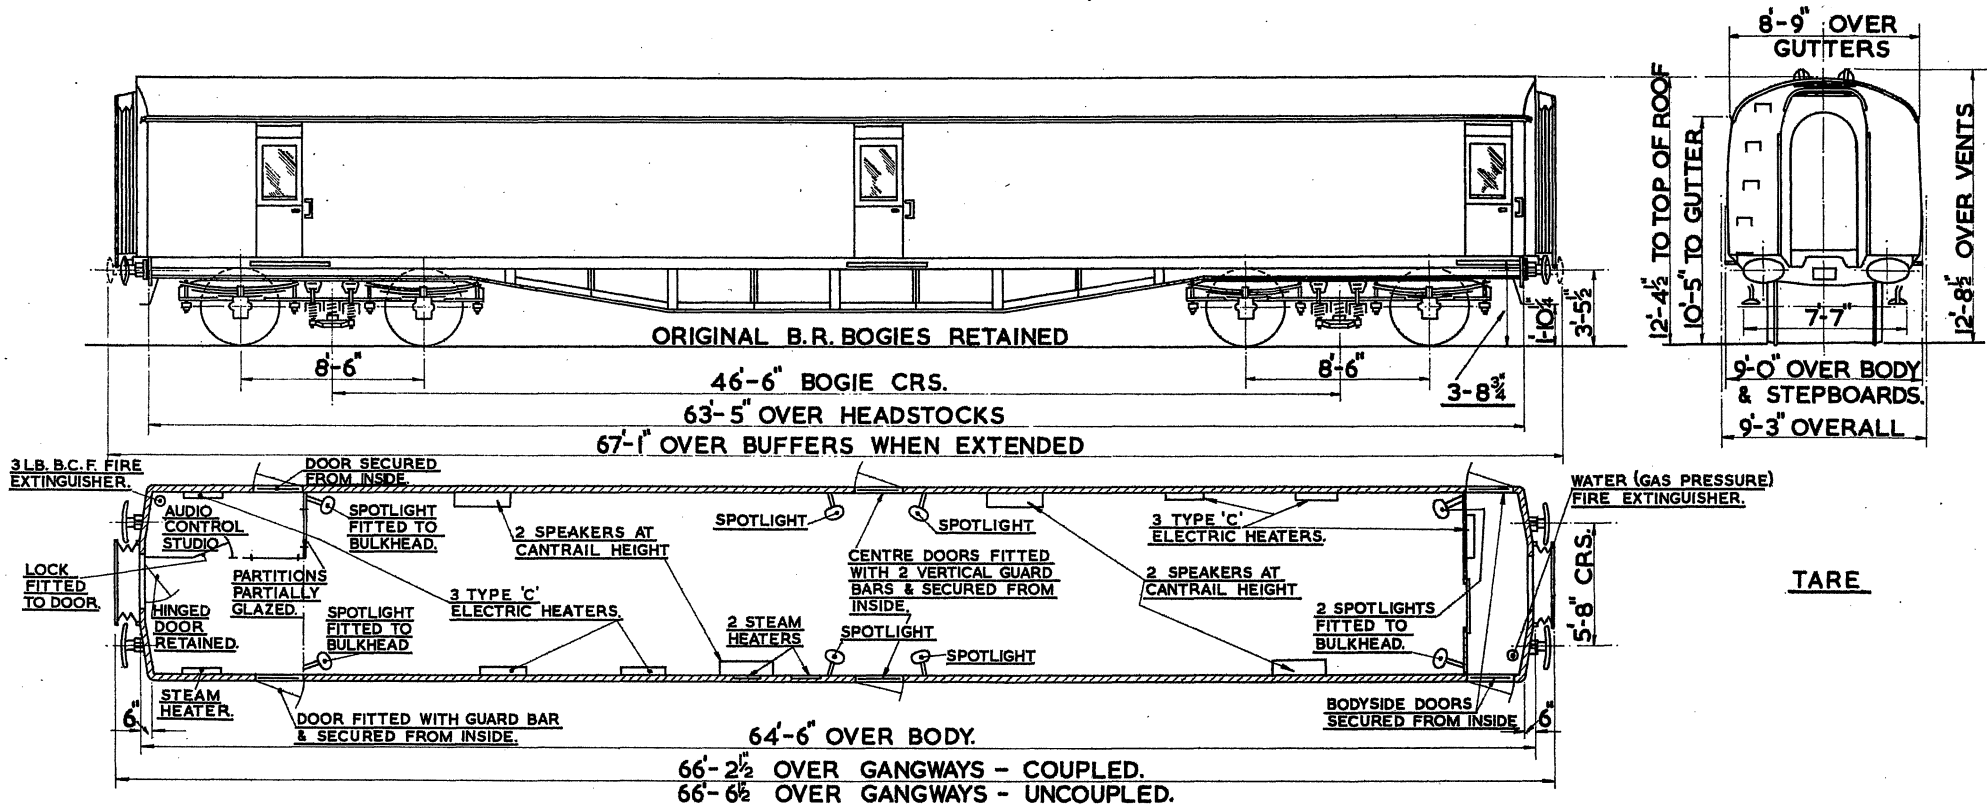 8'-9" OVER
GUTTERS
12'-4½" TO TOP OF ROOF
10'-5" TO GUTTER
12'-8½" OVER VENTS
7'-7"
9'-0" OVER BODY
& STEPBOARDS.
9'-3" OVERALL
ORIGINAL B.R. BOGIES RETAINED
1'-10¼"
3'-5½"
8'-6"
46'-6" BOGIE CRS.
8'-6"
3-8¾"
63'-5" OVER HEADSTOCKS
67'-1" OVER BUFFERS WHEN EXTENDED
3 LB. B.C.F. FIRE
EXTINGUISHER.
DOOR SECURED
FROM INSIDE.
AUDIO
CONTROL
STUDIO
SPOTLIGHT
FITTED TO
BULKHEAD.
2 SPEAKERS AT
CANTRAIL HEIGHT
SPOTLIGHT
SPOTLIGHT
CENTRE DOORS FITTED
WITH 2 VERTICAL GUARD
BARS & SECURED FROM
INSIDE.
3 TYPE 'C'
ELECTRIC HEATERS.
WATER (GAS PRESSURE)
FIRE EXTINGUISHER.
LOCK
FITTED
TO DOOR.
PARTITIONS
PARTIALLY
GLAZED.
HINGED
DOOR
RETAINED.
SPOTLIGHT
FITTED TO
BULKHEAD
3 TYPE 'C'
ELECTRIC HEATERS.
2 STEAM
HEATERS
SPOTLIGHT
SPOTLIGHT
2 SPEAKERS AT
CANTRAIL HEIGHT
2 SPOTLIGHTS
FITTED TO
BULKHEAD.
5'-8" CRS.
TARE
STEAM
HEATER.
6"
DOOR FITTED WITH GUARD BAR
& SECURED FROM INSIDE.
BODYSIDE DOORS
SECURED FROM INSIDE
6"
64'-6" OVER BODY.
66'-2½" OVER GANGWAYS - COUPLED.
66'-6½" OVER GANGWAYS - UNCOUPLED.